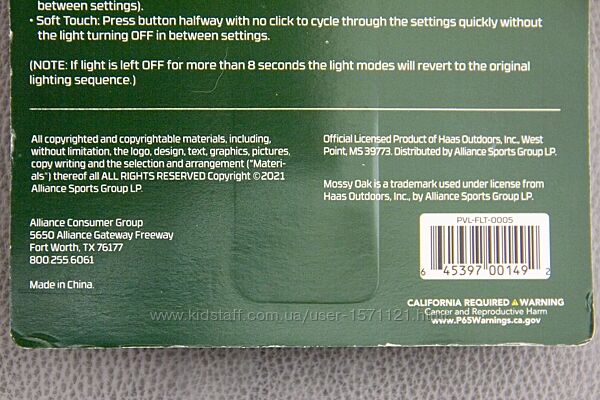 between settings).
• Soft Touch: Press button halfway with no click to cycle through the settings quickly without
the light turning OFF in between settings.
(NOTE: If light is left OFF for more than 8 seconds the light modes will revert to the original
lighting sequence.)
All copyrighted and copyrightable materials, including,
without limitation, the logo, design, text, graphics, pictures,
copy writing and the selection and arrangement ("Materi-
als") thereof all ALL RIGHTS RESERVED Copyright ©2021
Alliance Sports Group LP.
Alliance Consumer Group
5650 Alliance Gateway Freeway
Fort Worth, TX 76177
800 255 6061
Made in China.
Official Licensed Product of Haas Outdoors, Inc., West
Point, MS 39773. Distributed by Alliance Sports Group LP.
Mossy Oak is a trademark used under license from
Haas Outdoors, Inc., by Alliance Sports Group LP.
PVL-FLT-0005
6 45397 00149 2
CALIFORNIA REQUIRED ⚠WARNING
Cancer and Reproductive Harm
www.P65Warnings.ca.gov
www.kidstaff.com.ua/user-1571121.html